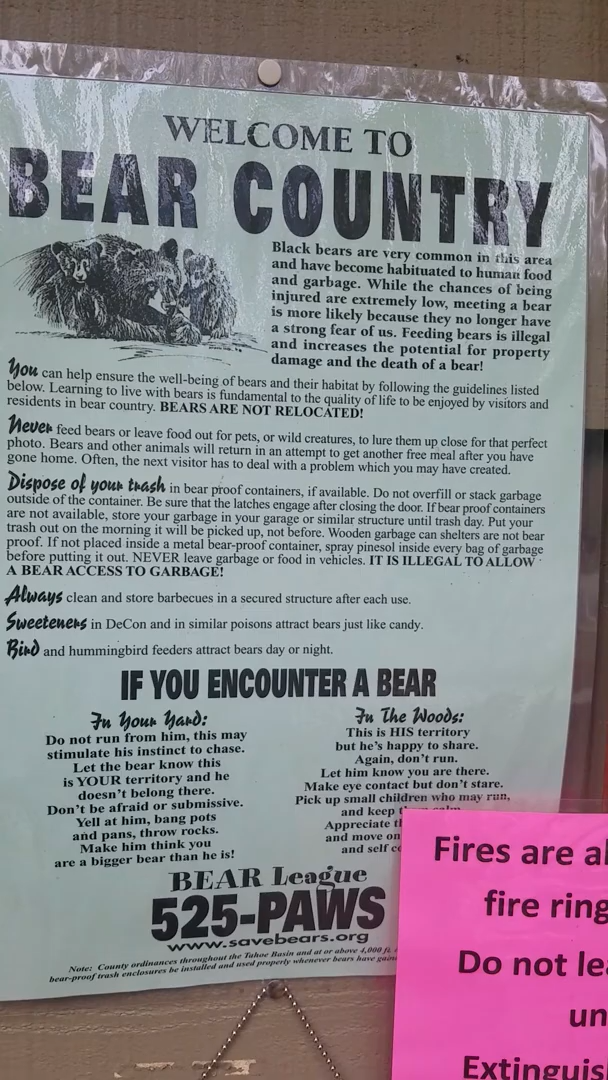 WELCOME TO
BEAR COUNTRY
Black bears are very common in this area
and have become habituated to human food
and garbage. While the chances of being
injured are extremely low, meeting a bear
is more likely because they no longer have
a strong fear of us. Feeding bears is illegal
and increases the potential for property
damage and the death of a bear!
You can help ensure the well-being of bears and their habitat by following the guidelines listed
below. Learning to live with bears is fundamental to the quality of life to be enjoyed by visitors and
residents in bear country. BEARS ARE NOT RELOCATED!
Never feed bears or leave food out for pets, or wild creatures, to lure them up close for that perfect
photo. Bears and other animals will return in an attempt to get another free meal after you have
gone home. Often, the next visitor has to deal with a problem which you may have created.
Dispose of your trash in bear proof containers, if available. Do not overfill or stack garbage
outside of the container. Be sure that the latches engage after closing the door. If bear proof containers
are not available, store your garbage in your garage or similar structure until trash day. Put your
trash out on the morning it will be picked up, not before. Wooden garbage can shelters are not bear
proof. If not placed inside a metal bear-proof container, spray pinesol inside every bag of garbage
before putting it out. NEVER leave garbage or food in vehicles. IT IS ILLEGAL TO ALLOW
A BEAR ACCESS TO GARBAGE!
Always clean and store barbecues in a secured structure after each use.
Sweeteners in DeCon and in similar poisons attract bears just like candy.
Bird and hummingbird feeders attract bears day or night.
IF YOU ENCOUNTER A BEAR
In Your Yard:
Do not run from him, this may
stimulate his instinct to chase.
Let the bear know this
is YOUR territory and he
doesn't belong there.
Don't be afraid or submissive.
Yell at him, bang pots
and pans, throw rocks.
Make him think you
are a bigger bear than he is!
In The Woods:
This is HIS territory
but he's happy to share.
Again, don't run.
Let him know you are there.
Make eye contact but don't stare.
Pick up small children who may run,
and keep
Appreciate
and move on
and self
BEAR League
525-PAWS
www.savebears.org
Note: County ordinances throughout the Tahoe Basin and at or above 4,000 ft.
bear-proof trash enclosures be installed and used properly whenever bears have
Fires are
fire ring
Do not
Extinguis